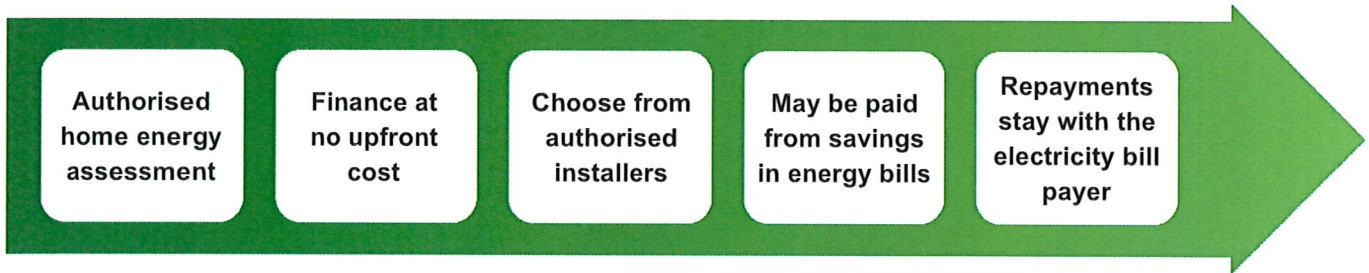 Authorised
home energy
assessment
Finance at
no upfront
cost
Choose from
authorised
installers
May be paid
from savings
in energy bills
Repayments
stay with the
electricity bill
payer